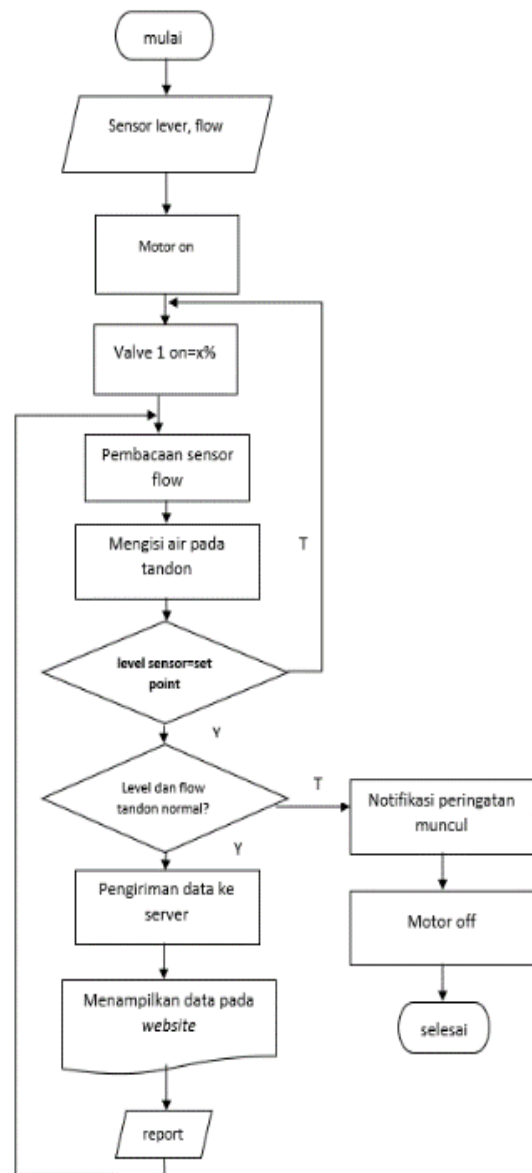 mulai
Sensor lever, flow
Motor on
Valve 1 on=x%
Pembacaan sensor
flow
Mengisi air pada
tandon
T
level sensor=set
point
Y
Level dan flow
tandon normal?
T
Notifikasi peringatan
muncul
Y
Pengiriman data ke
server
Motor off
Menampilkan data pada
website
selesai
report